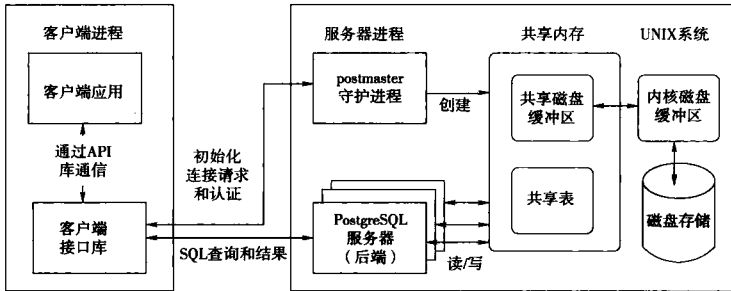 客户端进程
服务器进程
共享内存
UNIX系统
客户端应用
postmaster
守护进程
创建
共享磁盘
缓冲区
内核磁盘
缓冲区
通过API
库通信
初始化
连接请求
和认证
客户端
接口库
PostgreSQL
服务器
（后端）
共享表
磁盘存储
SQL查询和结果
读/写